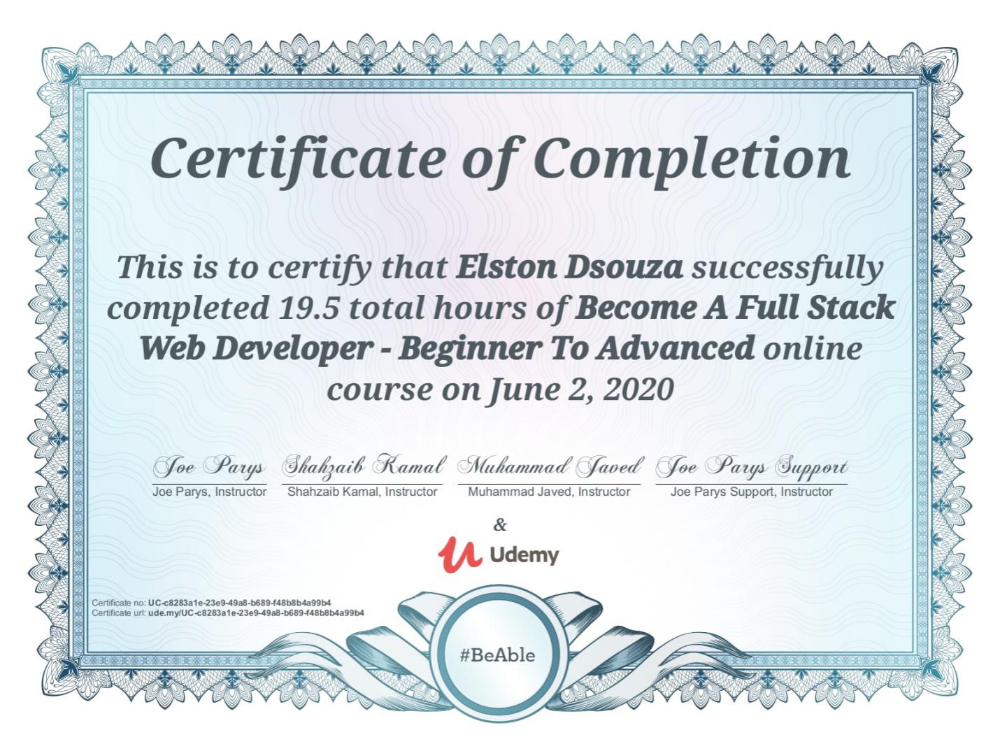 Certificate of Completion
This is to certify that Elston Dsouza successfully
completed 19.5 total hours of Become A Full Stack
Web Developer - Beginner To Advanced online
course on June 2, 2020
Joe Parys Shahzaib Kamal Muhammad Javed Joe Parys Support
Joe Parys, Instructor Shahzaib Kamal, Instructor Muhammad Javed, Instructor Joe Parys Support, Instructor
&
Udemy
Certificate no: UC-c8283a1e-23e9-49a8-b689-f48b8b4a99b4
Certificate url: ude.my/UC-c8283a1e-23e9-49a8-b689-f48b8b4a99b4
#BeAble